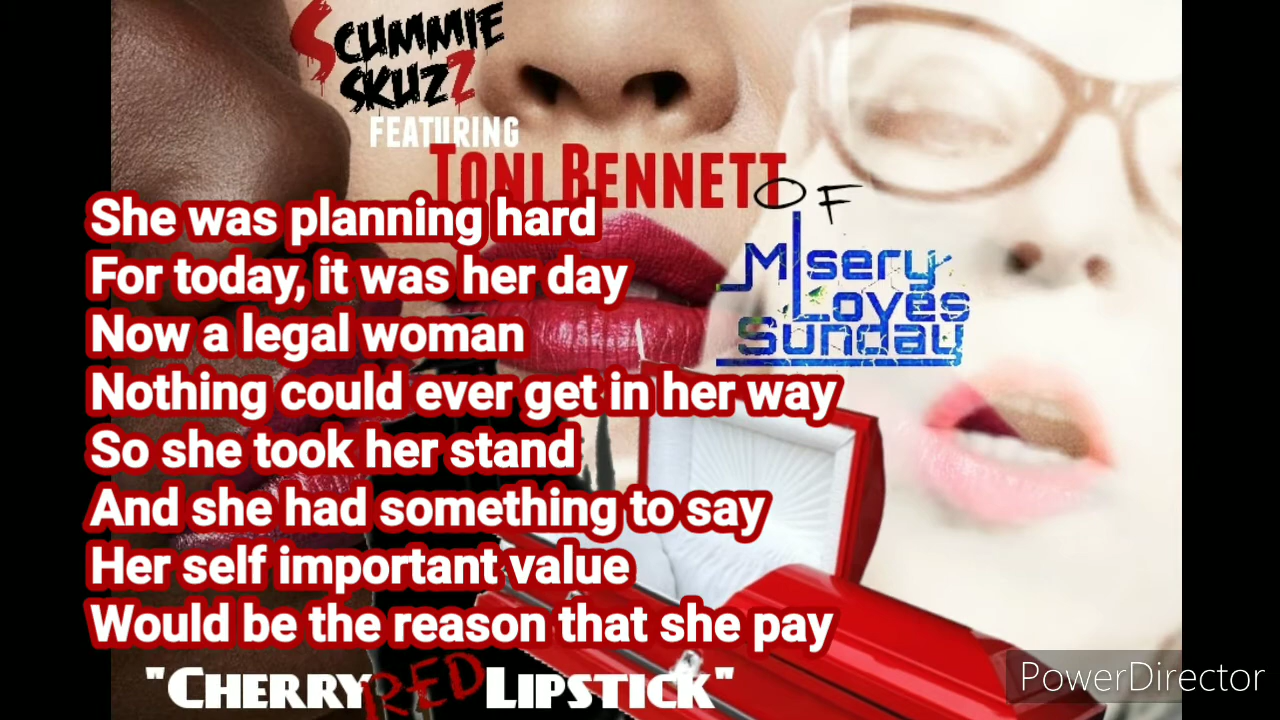 SCUMMIE
SKUZZ
FEATURING
TONI BENNETT
OF
MIsery
Loves
Sunday
She was planning hard
For today, it was her day
Now a legal woman
Nothing could ever get in her way
So she took her stand
And she had something to say
Her self important value
Would be the reason that she pay
"CHERRY RED LIPSTICK"
PowerDirector